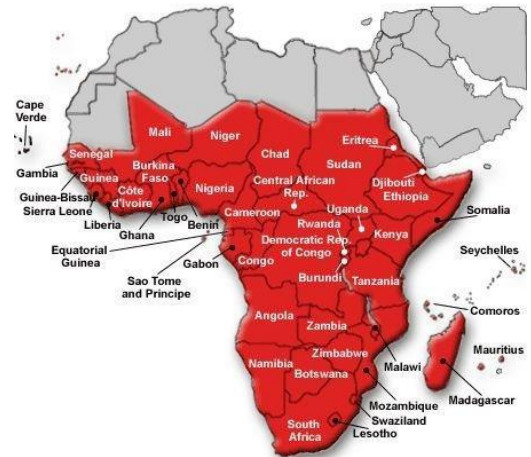 Cape
Verde
Mali
Niger
Chad
Sudan
Eritrea
Senegal
Gambia
Guinea
Burkina
Faso
Nigeria
Djibouti
Ethiopia
Guinea-Bissau
Sierra Leone
Côte
d'Ivoire
Liberia
Ghana
Togo
Benin
Central African
Rep.
Cameroon
Uganda
Somalia
Equatorial
Guinea
Rwanda
Kenya
Democratic Rep.
of Congo
Gabon
Congo
Sao Tome
and Principe
Burundi
Tanzania
Seychelles
Comoros
Angola
Zambia
Malawi
Mauritius
Zimbabwe
Namibia
Botswana
Madagascar
Mozambique
Swaziland
South
Africa
Lesotho